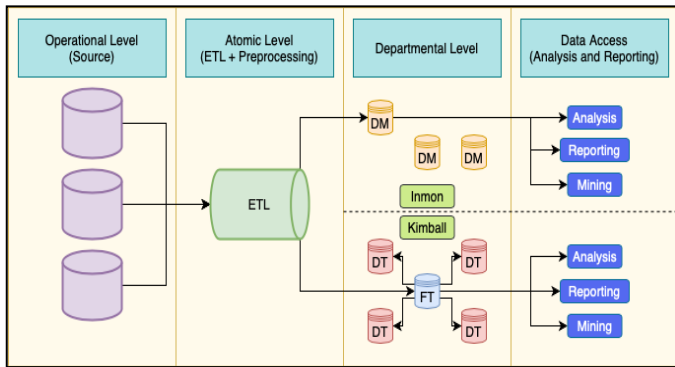 Operational Level
(Source)
Atomic Level
(ETL + Preprocessing)
Departmental Level
Data Access
(Analysis and Reporting)
DM
DM
DM
Analysis
Reporting
Mining
ETL
Inmon
Kimball
DT
DT
FT
DT
DT
Analysis
Reporting
Mining